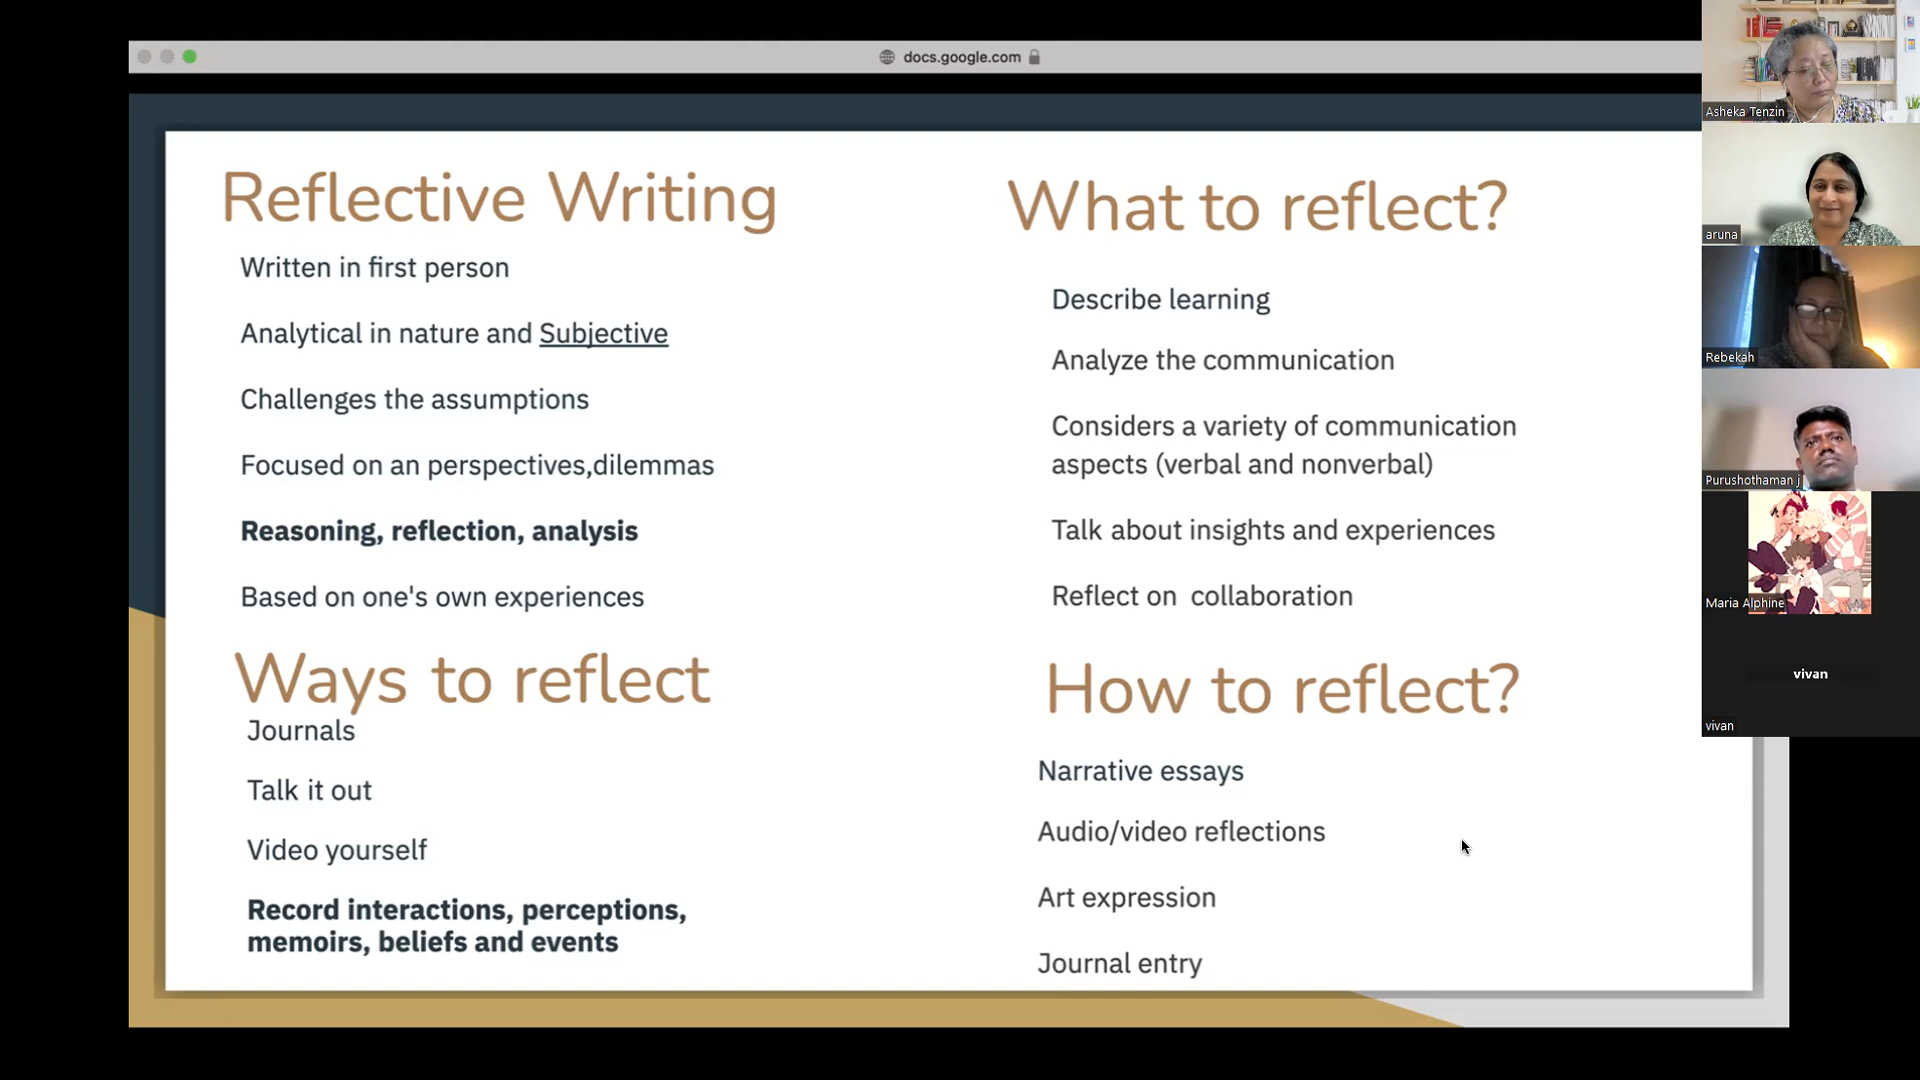 docs.google.com
Reflective Writing
Written in first person
Analytical in nature and Subjective
Challenges the assumptions
Focused on an perspectives,dilemmas
Reasoning, reflection, analysis
Based on one's own experiences
Ways to reflect
Journals
Talk it out
Video yourself
Record interactions, perceptions,
memoirs, beliefs and events
What to reflect?
Describe learning
Analyze the communication
Considers a variety of communication
aspects (verbal and nonverbal)
Talk about insights and experiences
Reflect on collaboration
How to reflect?
Narrative essays
Audio/video reflections
Art expression
Journal entry
Asheka Tenzin
aruna
Rebekah
Purushothaman j
Maria Alphine
vivan
vivan